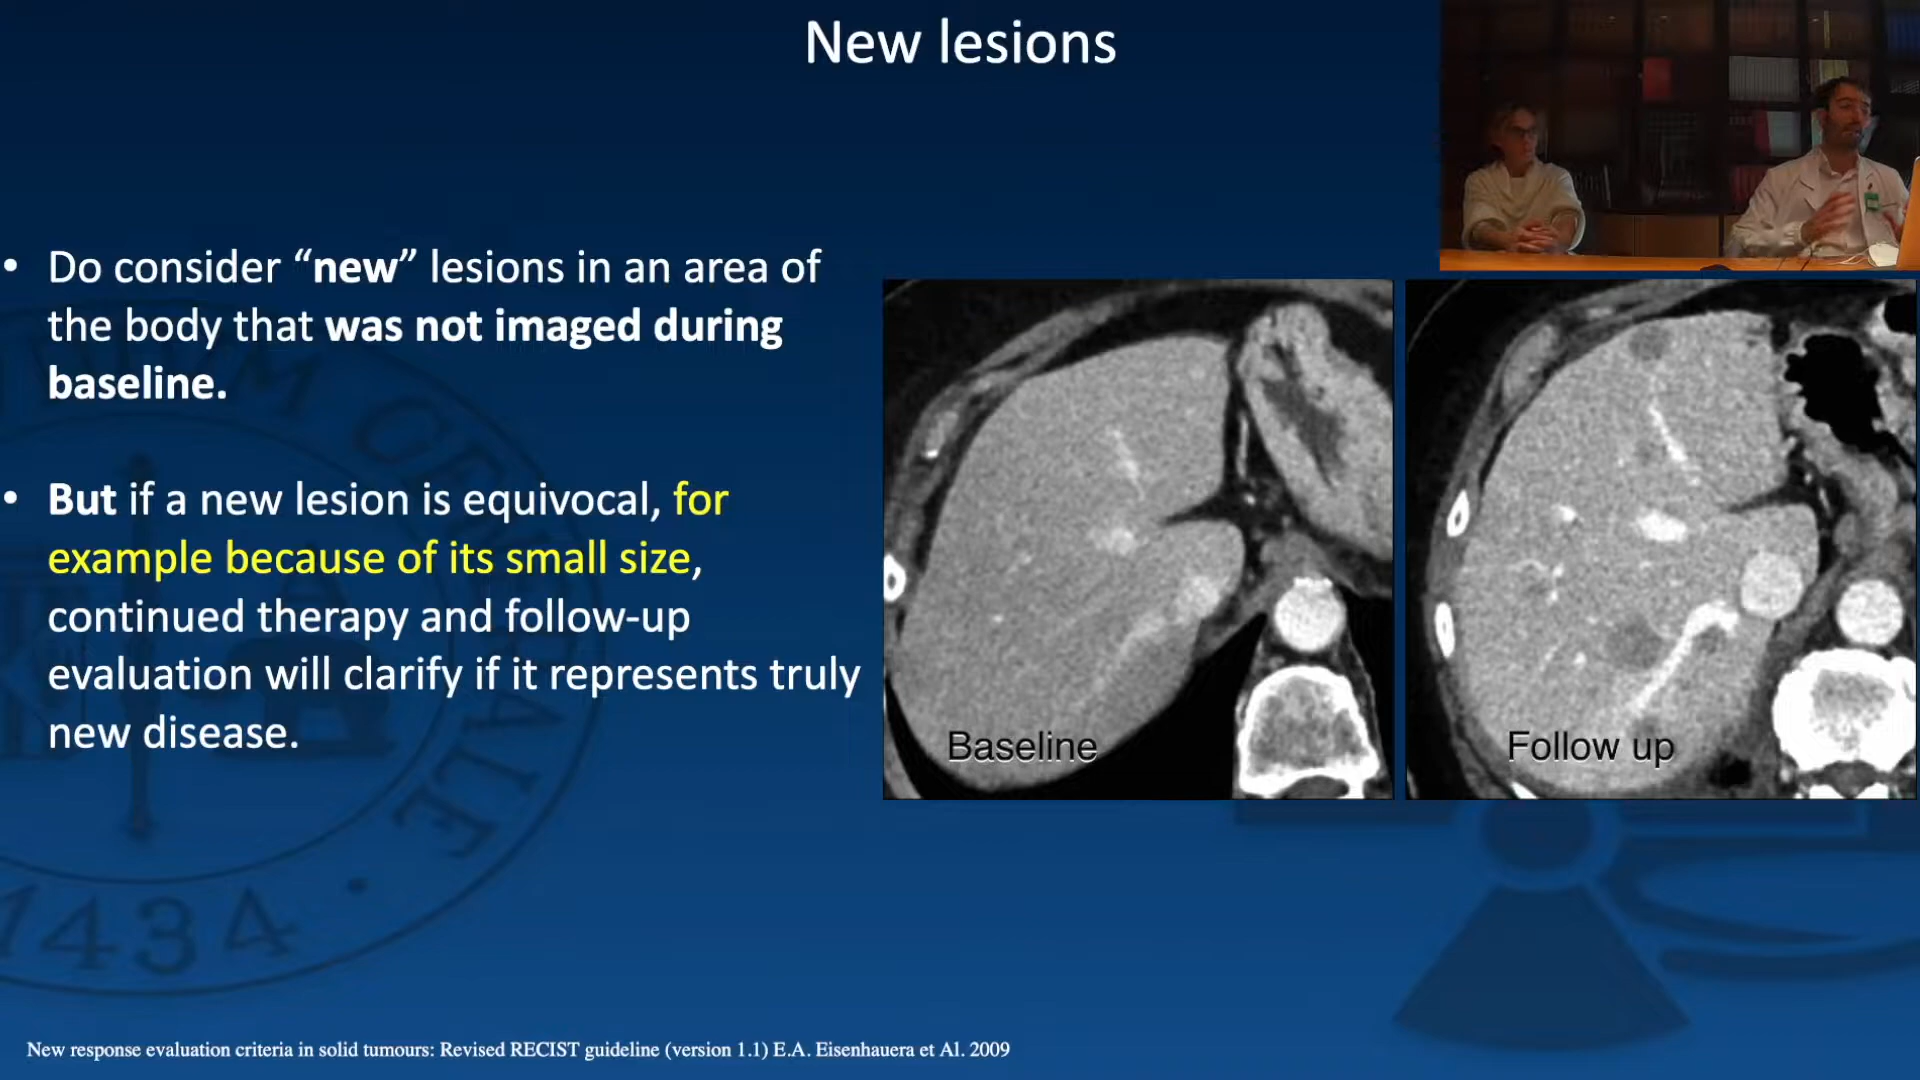 New lesions
• Do consider “new” lesions in an area of
the body that was not imaged during
baseline.
• But if a new lesion is equivocal, for
example because of its small size,
continued therapy and follow-up
evaluation will clarify if it represents truly
new disease.
Baseline
Follow up
1434
New response evaluation criteria in solid tumours: Revised RECIST guideline (version 1.1) E.A. Eisenhauera et Al. 2009